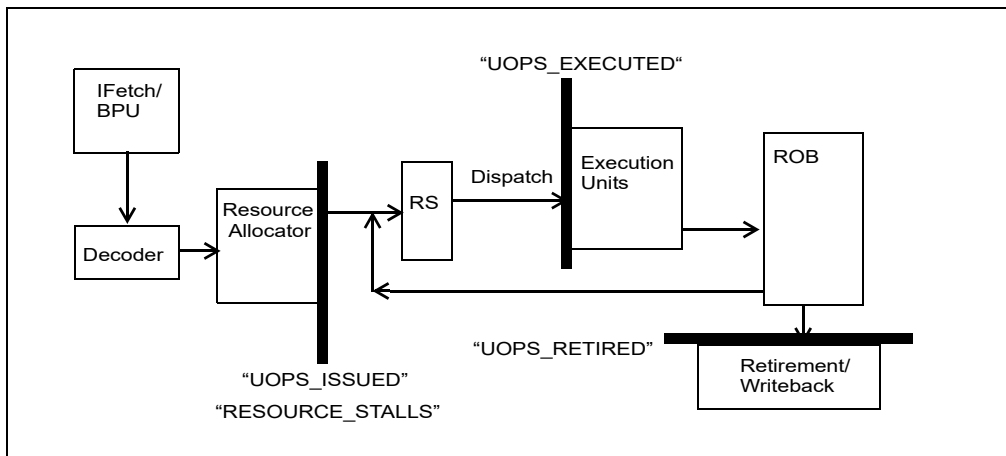 “UOPS_EXECUTED“
IFetch/
BPU
Execution
Units
ROB
Dispatch
RS
Resource
Allocator
Decoder
“UOPS_RETIRED”
Retirement/
Writeback
“UOPS_ISSUED”
“RESOURCE_STALLS”